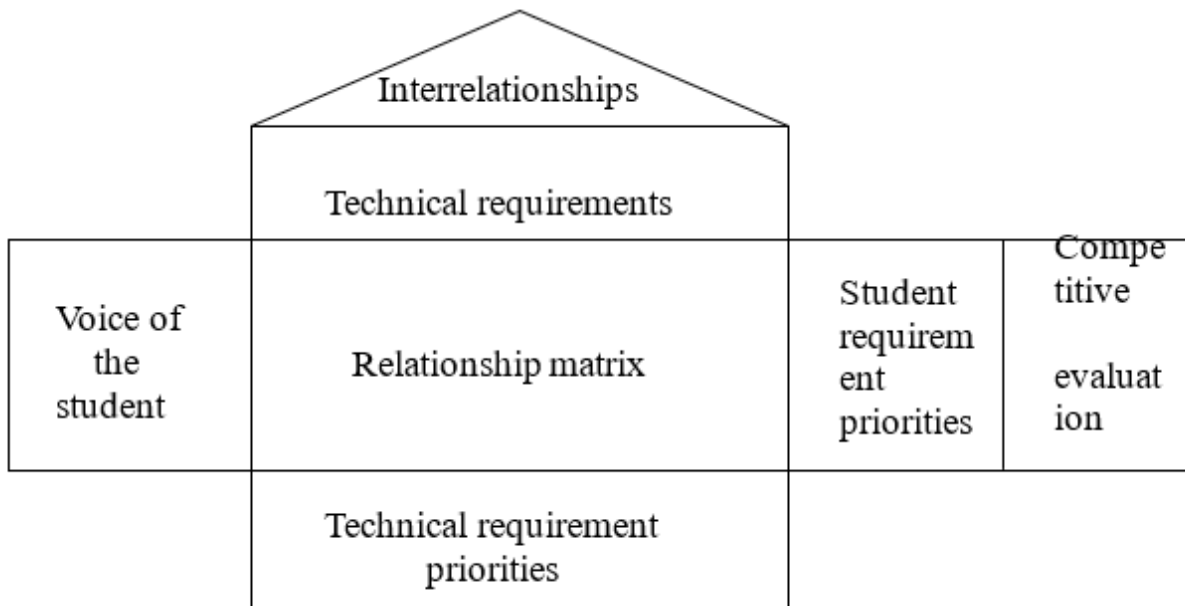 Interrelationships
Technical requirements
Voice of
the
student
Relationship matrix
Student
requirem
ent
priorities
Compe
titive
evaluat
ion
Technical requirement
priorities